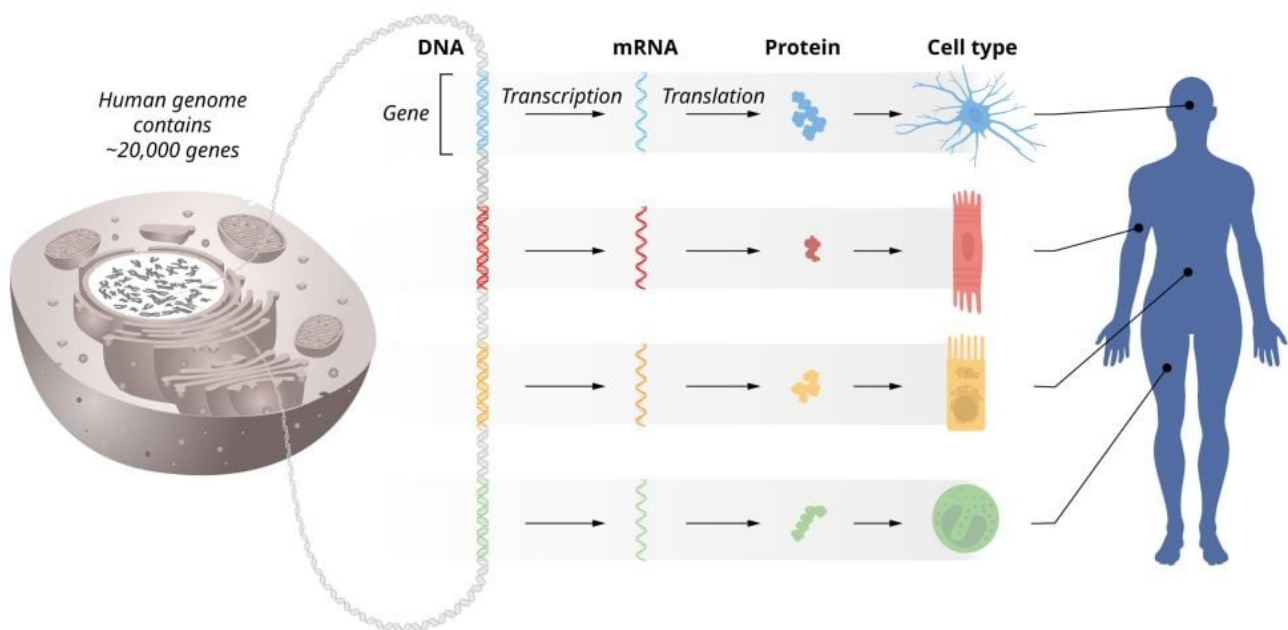 DNA
mRNA
Protein
Cell type
Human genome
contains
~20,000 genes
Gene
Transcription
Translation